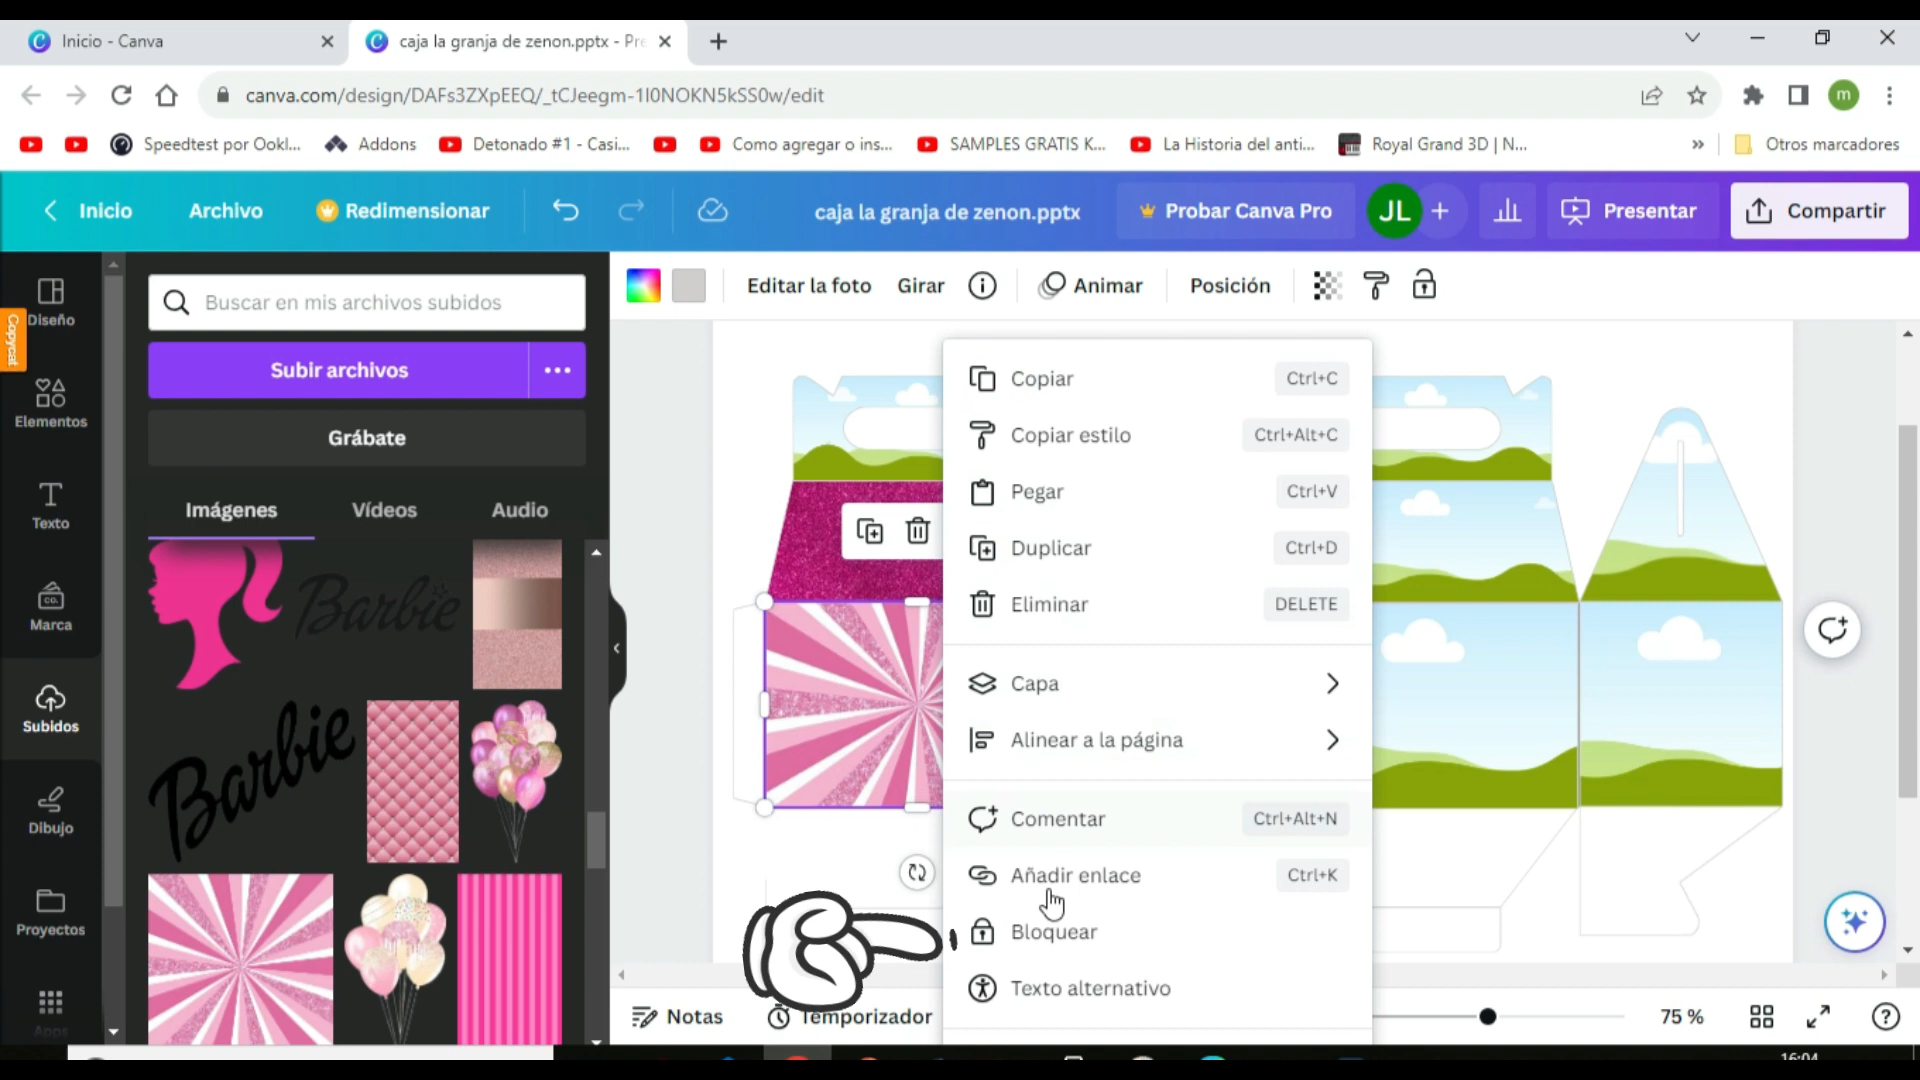 Inicio - Canva
caja la granja de zenon.pptx - Pre
canva.com/design/DAFs3ZXpEEQ/_tCJeegm-1I0NOKN5kSS0w/edit
m
Speedtest por Ookl...
Addons
Detonado #1 - Casi...
Como agregar o ins...
SAMPLES GRATIS K...
La Historia del anti...
Royal Grand 3D | N...
»
Otros marcadores
Inicio
Archivo
Redimensionar
caja la granja de zenon.pptx
Probar Canva Pro
JL
Presentar
Compartir
Diseño
Copycat
Elementos
Texto
CO.
Marca
Subidos
Dibujo
Proyectos
Apps
Buscar en mis archivos subidos
Subir archivos
Grábate
Imágenes
Vídeos
Audio
Barbie
Barbie
Editar la foto
Girar
Animar
Posición
Copiar Ctrl+C
Copiar estilo Ctrl+Alt+C
Pegar Ctrl+V
Duplicar Ctrl+D
Eliminar DELETE
Capa
Alinear a la página
Comentar Ctrl+Alt+N
Añadir enlace Ctrl+K
Bloquear
Texto alternativo
Notas
Temporizador
75 %
16:04